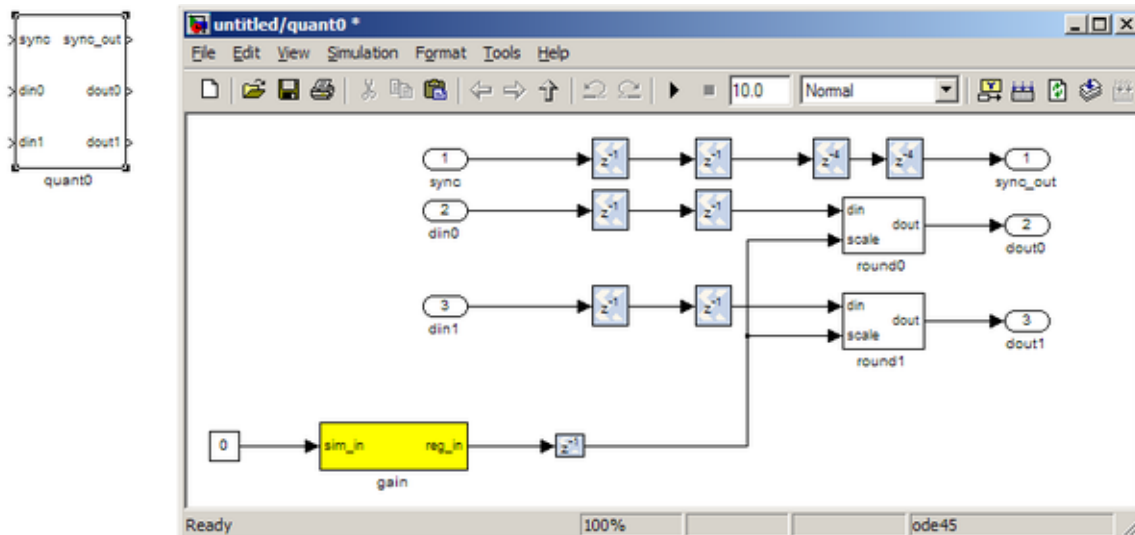 sync sync_out
din0 dout0
din1 dout1
quant0
untitled/quant0 *
File Edit View Simulation Format Tools Help
10.0 Normal
1 z⁻¹ z⁻¹ z⁻⁴ z⁻⁴ 1
sync sync_out
2 z⁻¹ z⁻¹ din dout scale 2
din0 round0 dout0
3 z⁻¹ z⁻¹ din dout scale 3
din1 round1 dout1
0 sim_in reg_in
gain
Ready 100% ode45